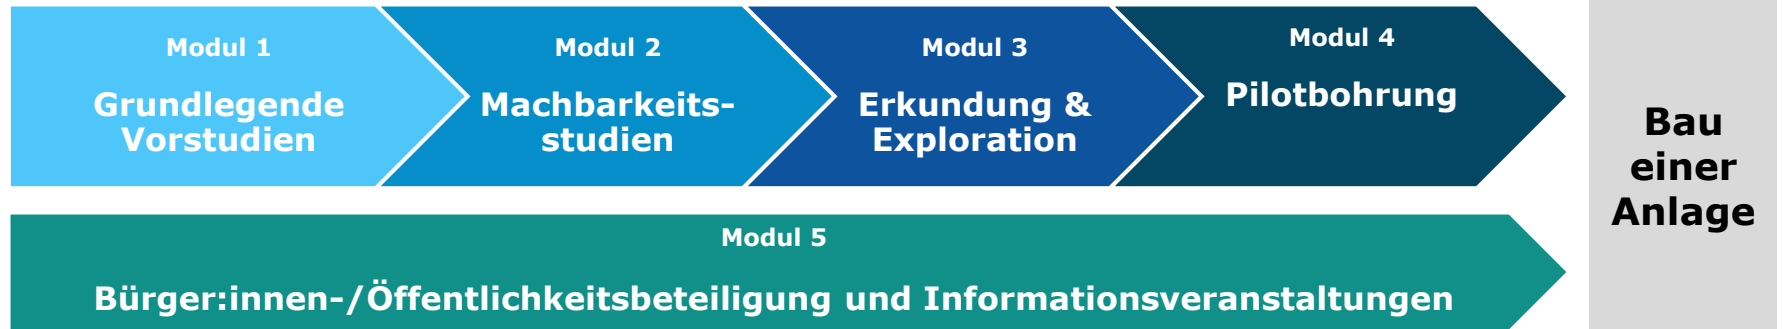 Modul 1
Grundlegende
Vorstudien
Modul 2
Machbarkeits-
studien
Modul 3
Erkundung &
Exploration
Modul 4
Pilotbohrung
Modul 5
Bürger:innen-/Öffentlichkeitsbeteiligung und Informationsveranstaltungen
Bau
einer
Anlage